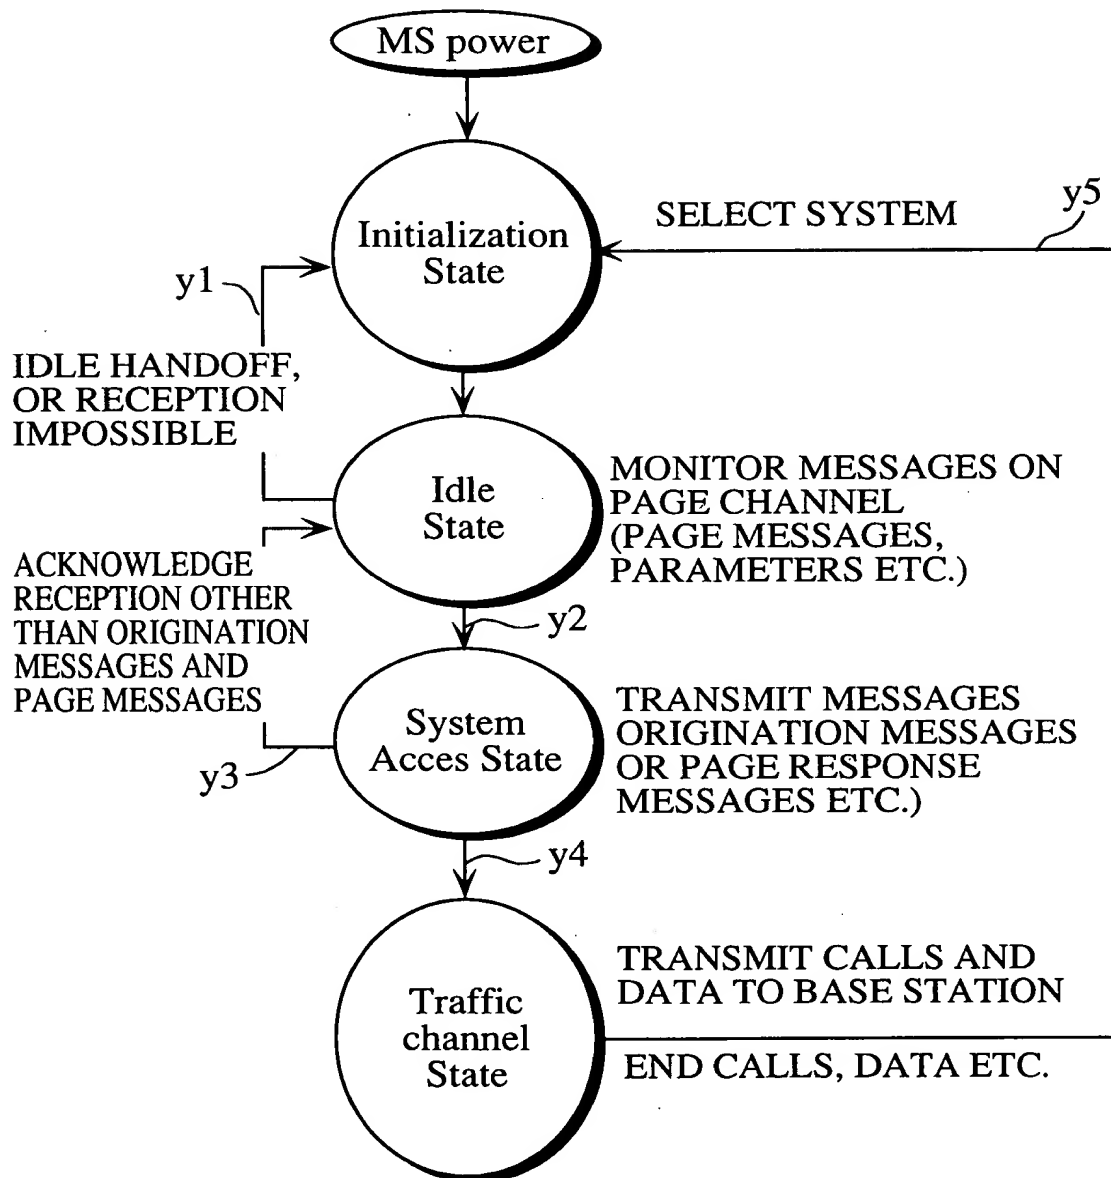 MS power
Initialization
State
SELECT SYSTEM
y5
y1
IDLE HANDOFF,
OR RECEPTION
IMPOSSIBLE
Idle
State
MONITOR MESSAGES ON
PAGE CHANNEL
(PAGE MESSAGES,
PARAMETERS ETC.)
ACKNOWLEDGE
RECEPTION OTHER
THAN ORIGINATION
MESSAGES AND
PAGE MESSAGES
y2
System
Acces State
TRANSMIT MESSAGES
ORIGINATION MESSAGES
OR PAGE RESPONSE
MESSAGES ETC.)
y3
y4
Traffic
channel
State
TRANSMIT CALLS AND
DATA TO BASE STATION
END CALLS, DATA ETC.